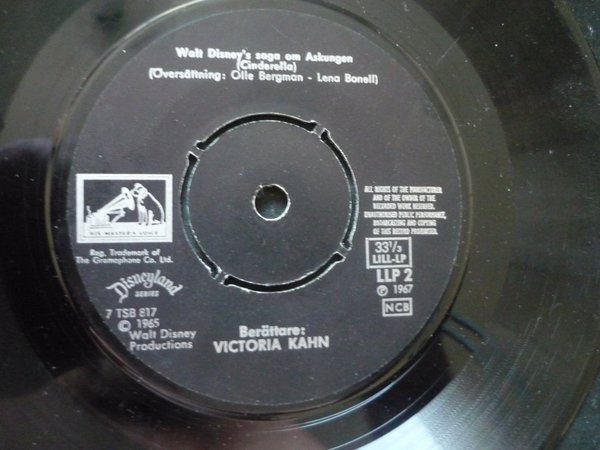 Walt Disney's saga om Askungen
(Cinderella)
(Översättning: Olle Bergman - Lena Bonell)
HIS MASTER'S VOICE
Reg. Trademark of
The Gramophone Co. Ltd.
Disneyland
SERIES
7 TSB 817
© 1965
Walt Disney
Productions
ALL RIGHTS OF THE MANUFACTURER
AND OF THE OWNER OF THE
RECORDED WORK RESERVED.
UNAUTHORISED PUBLIC PERFORMANCE,
BROADCASTING AND COPYING
OF THIS RECORD PROHIBITED.
33 1/3
LILL-LP
LLP 2
℗ 1967
NCB
Berättare:
VICTORIA KAHN